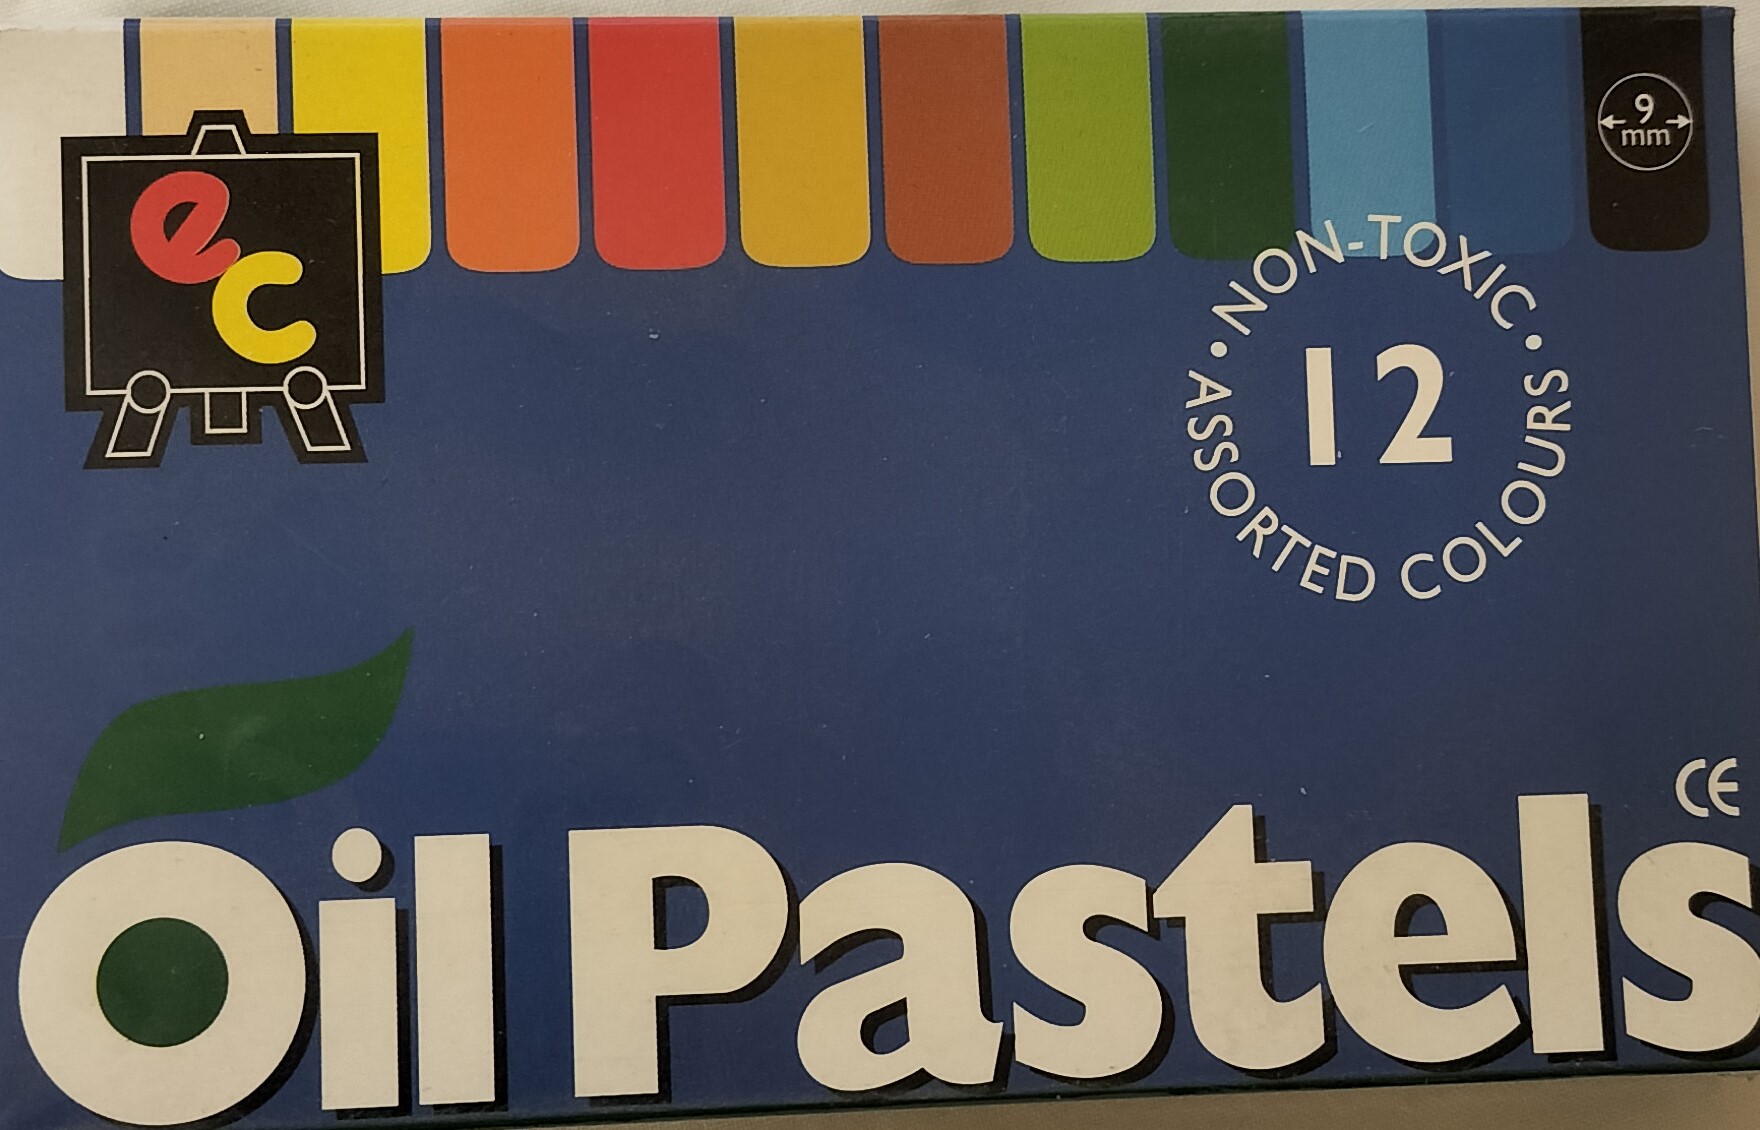 9
mm
ec
NON-TOXIC
12
ASSORTED COLOURS
CE
Oil Pastels